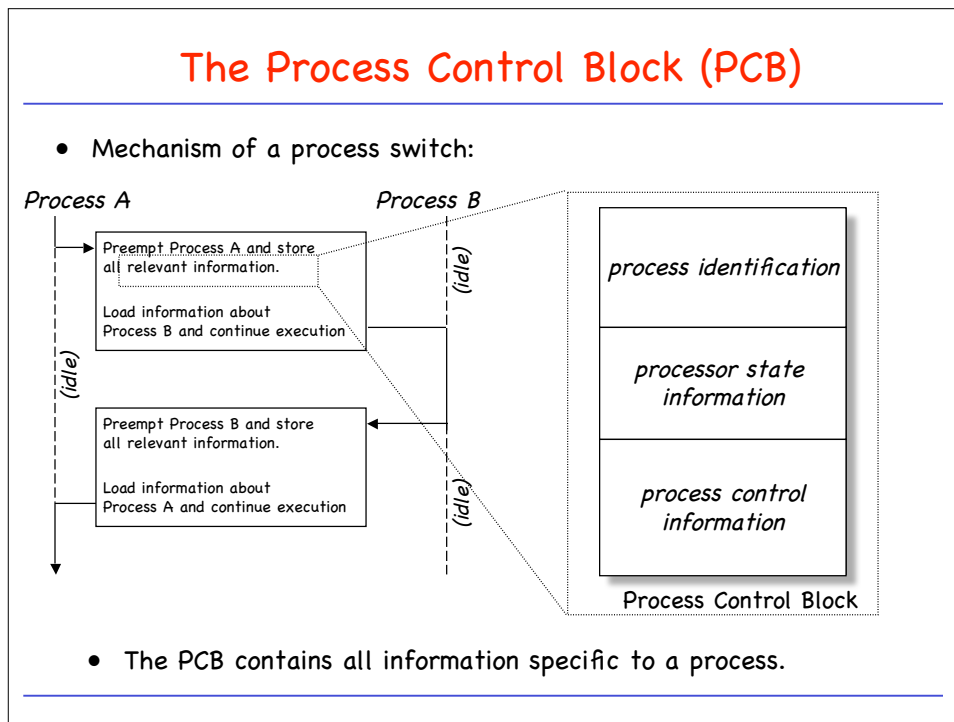 The Process Control Block (PCB)
• Mechanism of a process switch:
Process A
Process B
Preempt Process A and store
all relevant information.
Load information about
Process B and continue execution
(idle)
(idle)
Preempt Process B and store
all relevant information.
Load information about
Process A and continue execution
(idle)
process identification
processor state
information
process control
information
Process Control Block
• The PCB contains all information specific to a process.